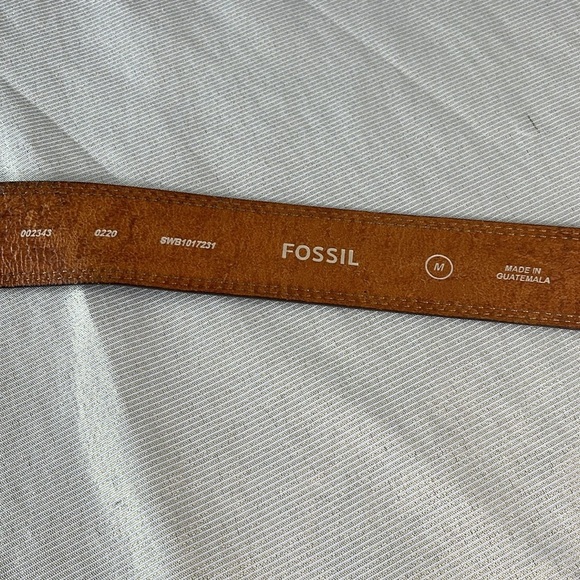 002343
0220
SWB1017231
FOSSIL
M
MADE IN
GUATEMALA